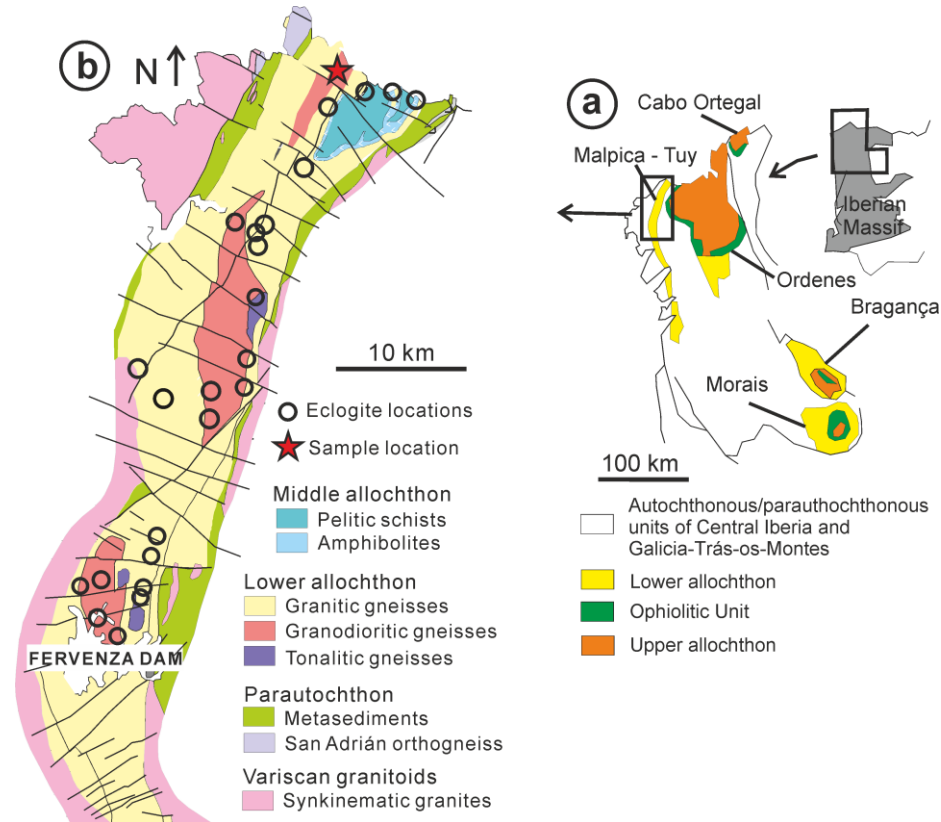 b
N
10 km
Eclogite locations
Sample location
Middle allochthon
Pelitic schists
Amphibolites
Lower allochthon
Granitic gneisses
Granodioritic gneisses
Tonalitic gneisses
Parautochthon
Metasediments
San Adrián orthogneiss
Variscan granitoids
Synkinematic granites
FERVENZA DAM
a
Cabo Ortegal
Malpica - Tuy
Iberian
Massif
Ordenes
Bragança
Morais
100 km
Autochthonous/parauthochthonous
units of Central Iberia and
Galicia-Trás-os-Montes
Lower allochthon
Ophiolitic Unit
Upper allochthon